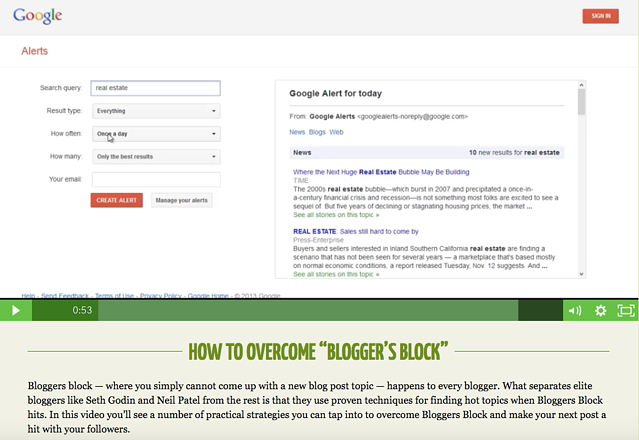 Google
SIGN IN
Alerts
Search query: real estate
Result type: Everything
How often: Once a day
How many: Only the best results
Your email:
CREATE ALERT Manage your alerts
Google Alert for today
From: Google Alerts <googlealerts-noreply@google.com>
News Blogs Web
News 10 new results for real estate
Where the Next Huge Real Estate Bubble May Be Building
TIME
The 2000s real estate bubble—which burst in 2007 and precipitated a once-in-
a-century financial crisis and recession—is not something most folks are excited to see a
sequel of. But five years of declining or stagnating housing prices, the market ...
See all stories on this topic »
REAL ESTATE: Sales still hard to come by
Press-Enterprise
Buyers and sellers interested in Inland Southern California real estate are finding a
scenario that has not been seen for several years — a marketplace that's based mostly
on normal economic conditions, a report released Tuesday, Nov. 12 suggests. And ...
See all stories on this topic »
Help - Send Feedback - Terms of Use - Privacy Policy - Google Home - © 2013 Google
0:53
HOW TO OVERCOME “BLOGGER’S BLOCK”
Bloggers block — where you simply cannot come up with a new blog post topic — happens to every blogger. What separates elite
bloggers like Seth Godin and Neil Patel from the rest is that they use proven techniques for finding hot topics when Bloggers Block
hits. In this video you’ll see a number of practical strategies you can tap into to overcome Bloggers Block and make your next post a
hit with your followers.